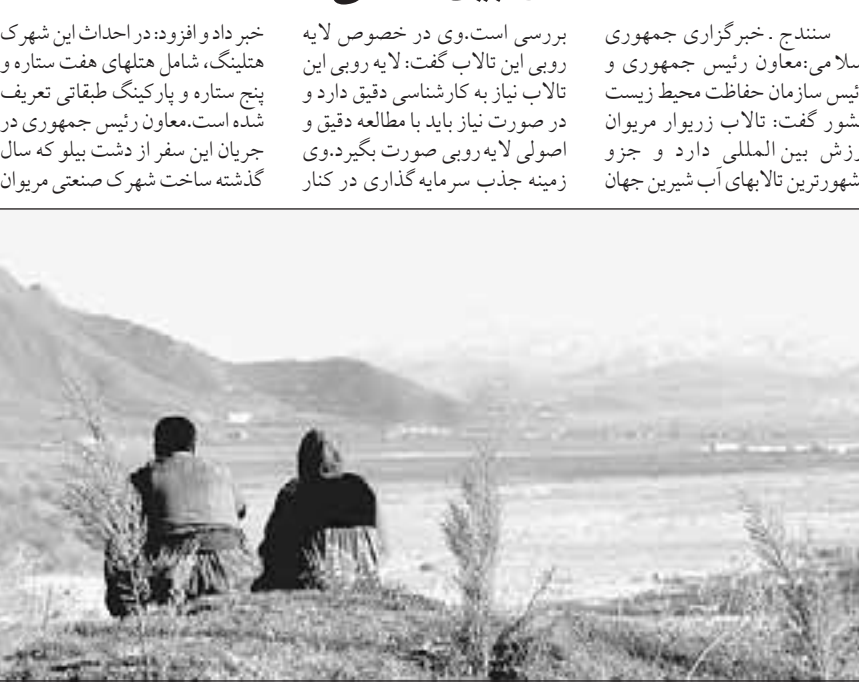 سنندج ـ خبرگزاری جمهوری
سلامی:معاون رئیس جمهوری و
ئیس سازمان حفاظت محیط زیست
شور گفت: تالاب زریوار مریوان
رزش بین المللی دارد و جزو
شهورترین تالابهای آب شیرین جهان
بررسی است.وی در خصوص لایه
روبی این تالاب گفت: لایه روبی این
تالاب نیاز به کارشناسی دقیق دارد و
در صورت نیاز باید با مطالعه دقیق و
اصولی لایه روبی صورت بگیرد.وی
زمینه جذب سرمایه گذاری در کنار
خبر داد و افزود: در احداث این شهرک
هتلینگ، شامل هتلهای هفت ستاره و
پنج ستاره و پارکینگ طبقاتی تعریف
شده است.معاون رئیس جمهوری در
جریان این سفر از دشت بیلو که سال
گذشته ساخت شهرک صنعتی مریوان